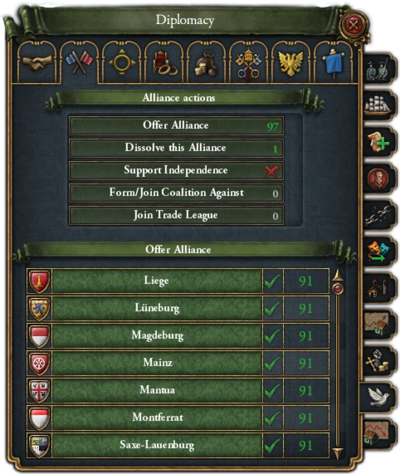 Diplomacy
Alliance actions
Offer Alliance 97
Dissolve this Alliance 1
Support Independence
Form/Join Coalition Against 0
Join Trade League 0
Offer Alliance
Liege 91
Lüneburg 91
Magdeburg 91
Mainz 91
Mantua 91
Montferrat 91
Saxe-Lauenburg 91